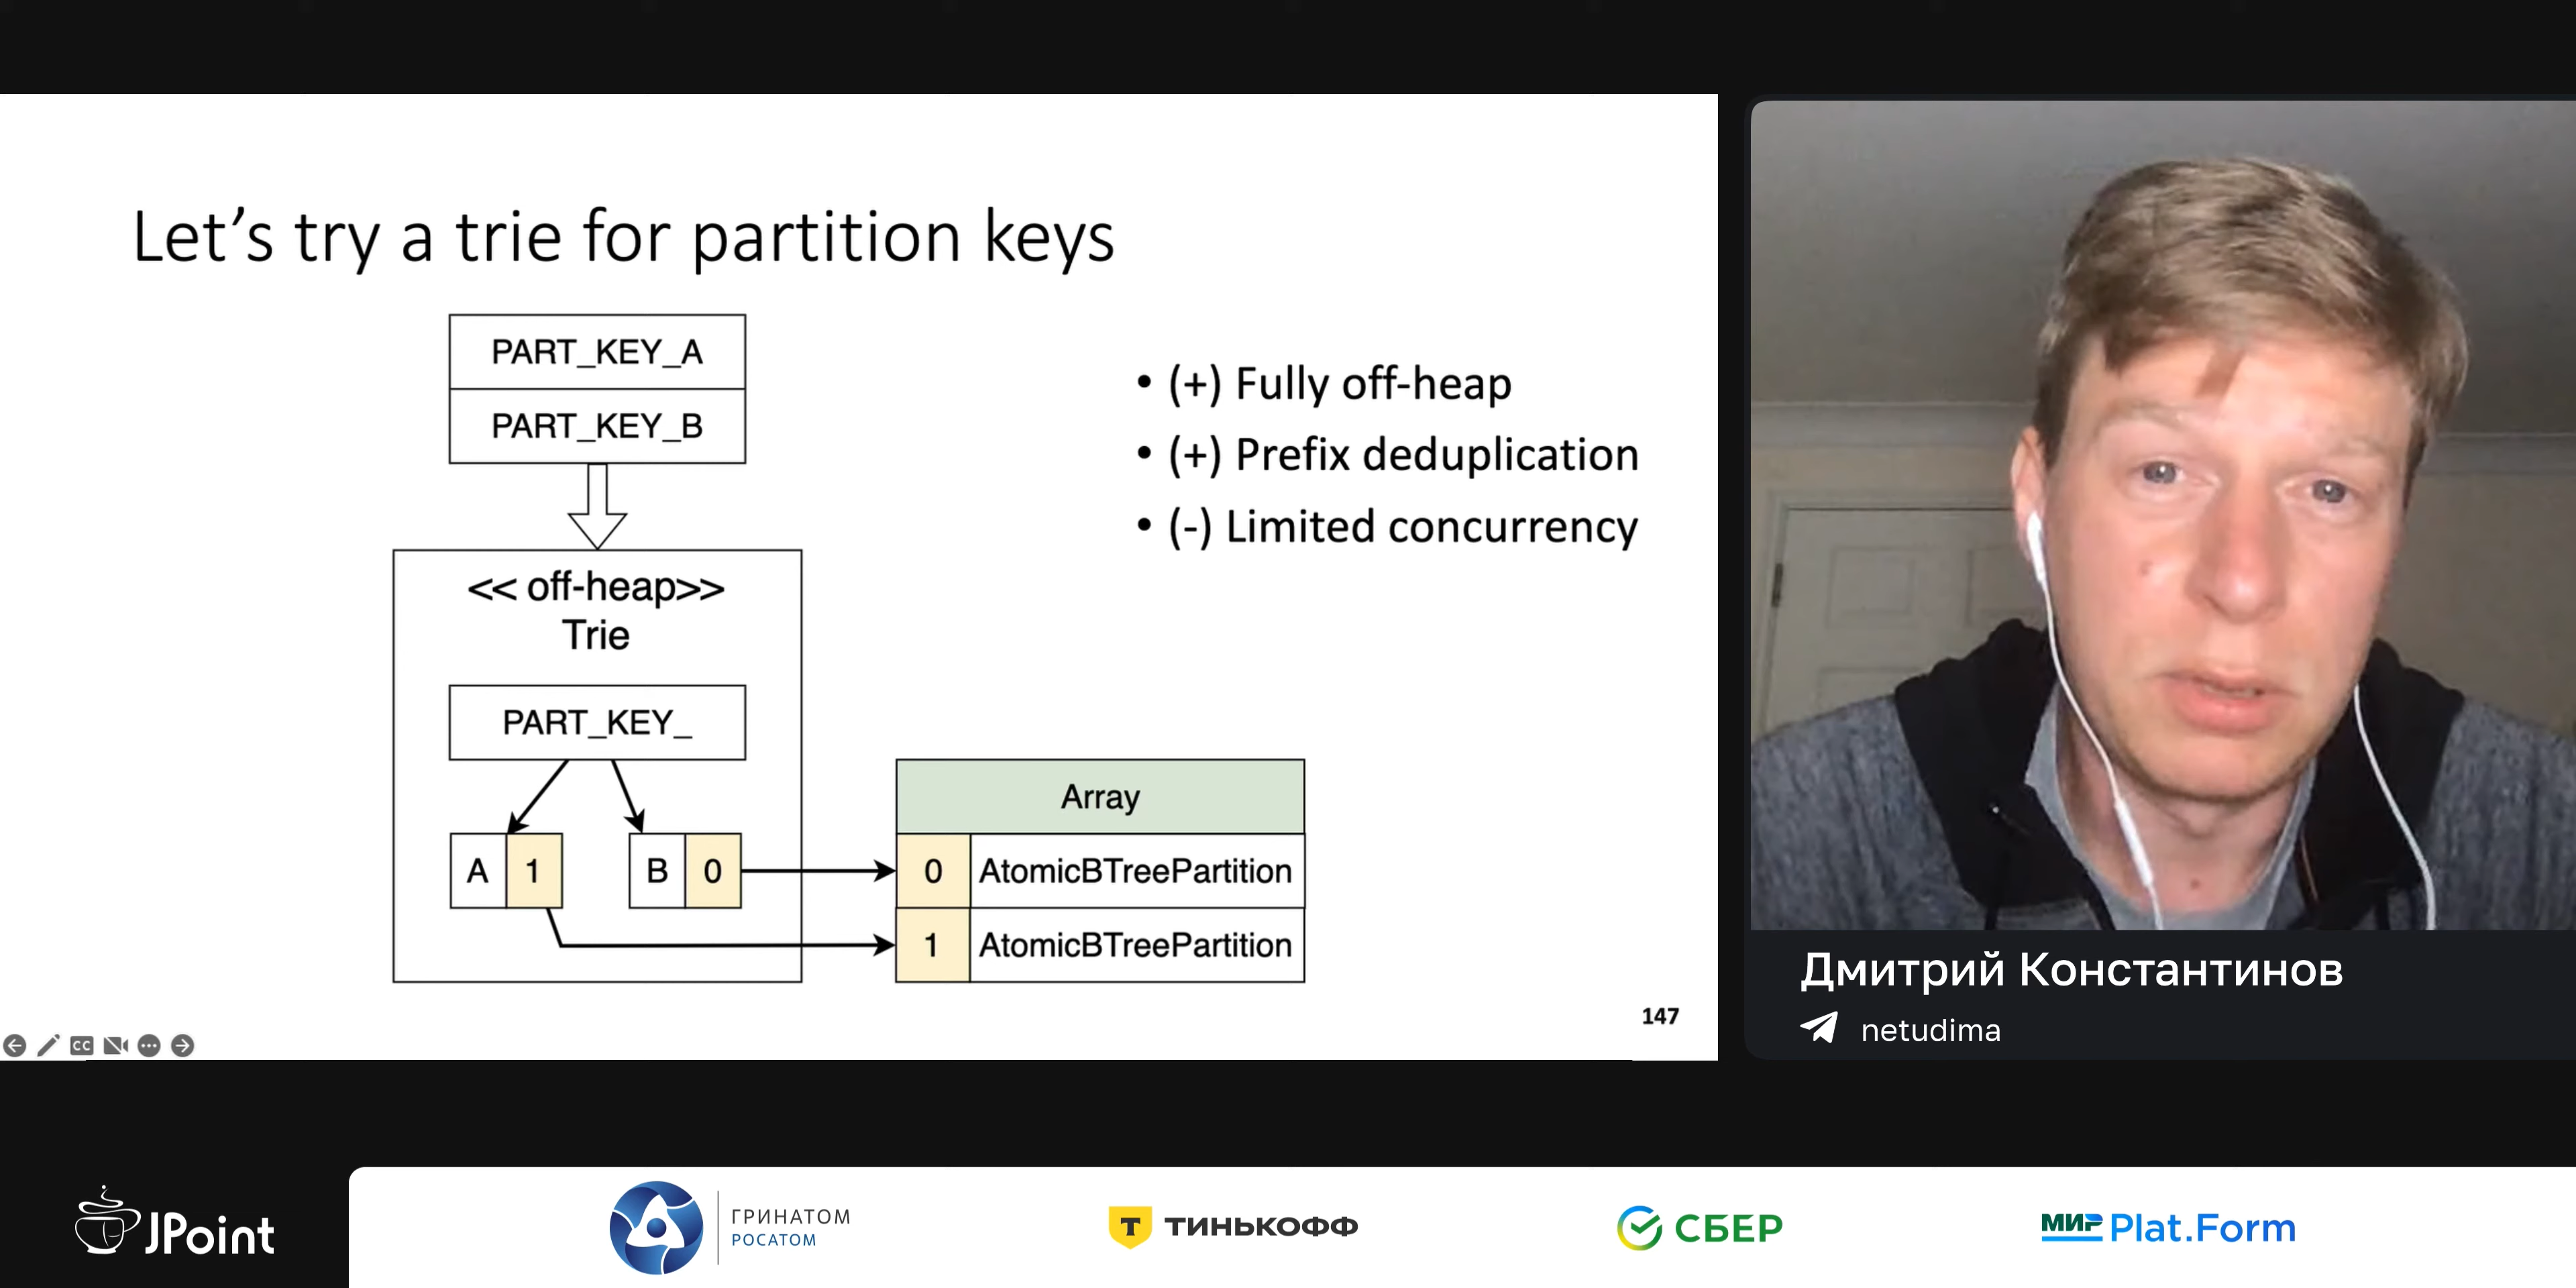 Let’s try a trie for partition keys
PART_KEY_A
PART_KEY_B
<< off-heap>>
Trie
PART_KEY_
A 1
B 0
Array
0 AtomicBTreePartition
1 AtomicBTreePartition
• (+) Fully off-heap
• (+) Prefix deduplication
• (-) Limited concurrency
147
CC
Дмитрий Константинов
netudima
JPoint
ГРИНАТОМ
РОСАТОМ
Т ТИНЬКОФФ
СБЕР
МИР Plat.Form